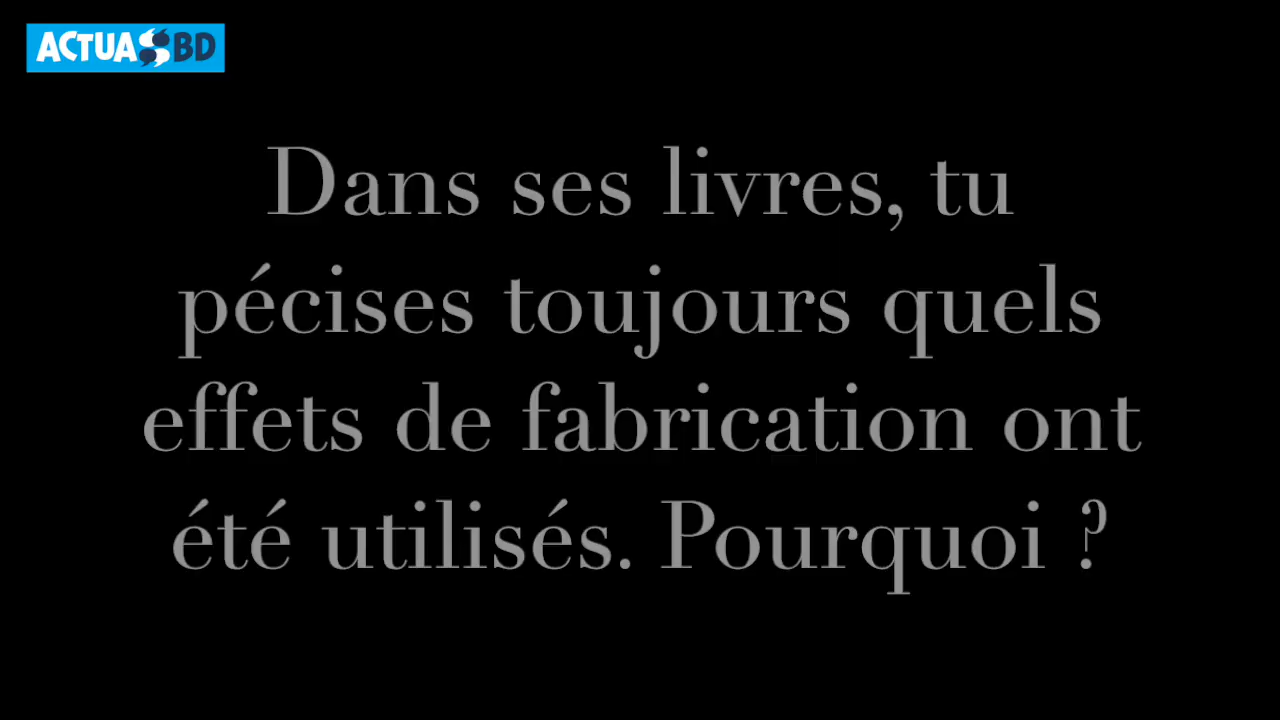 ACTUA BD
Dans ses livres, tu
pécises toujours quels
effets de fabrication ont
été utilisés. Pourquoi ?